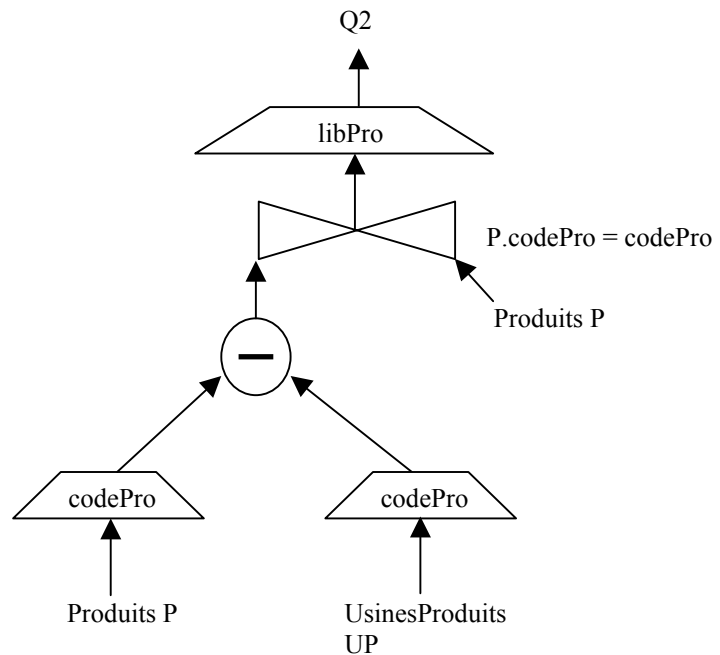 Q2
libPro
P.codePro = codePro
Produits P
codePro
codePro
Produits P
UsinesProduits
UP